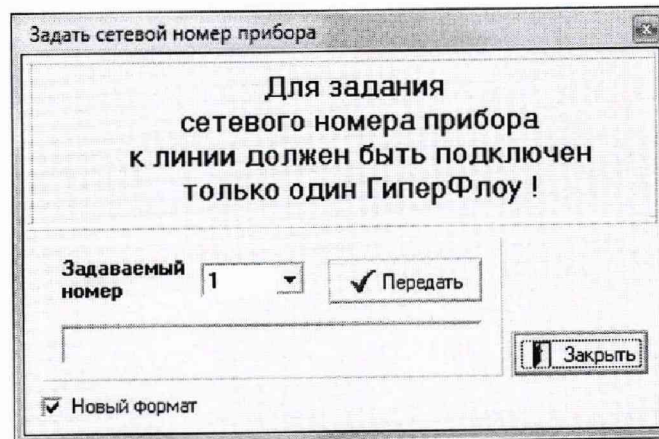 Задать сетевой номер прибора
Для задания
сетевого номера прибора
к линии должен быть подключен
только один ГиперФлоу !
Задаваемый
номер
1
Передать
Закрыть
Новый формат